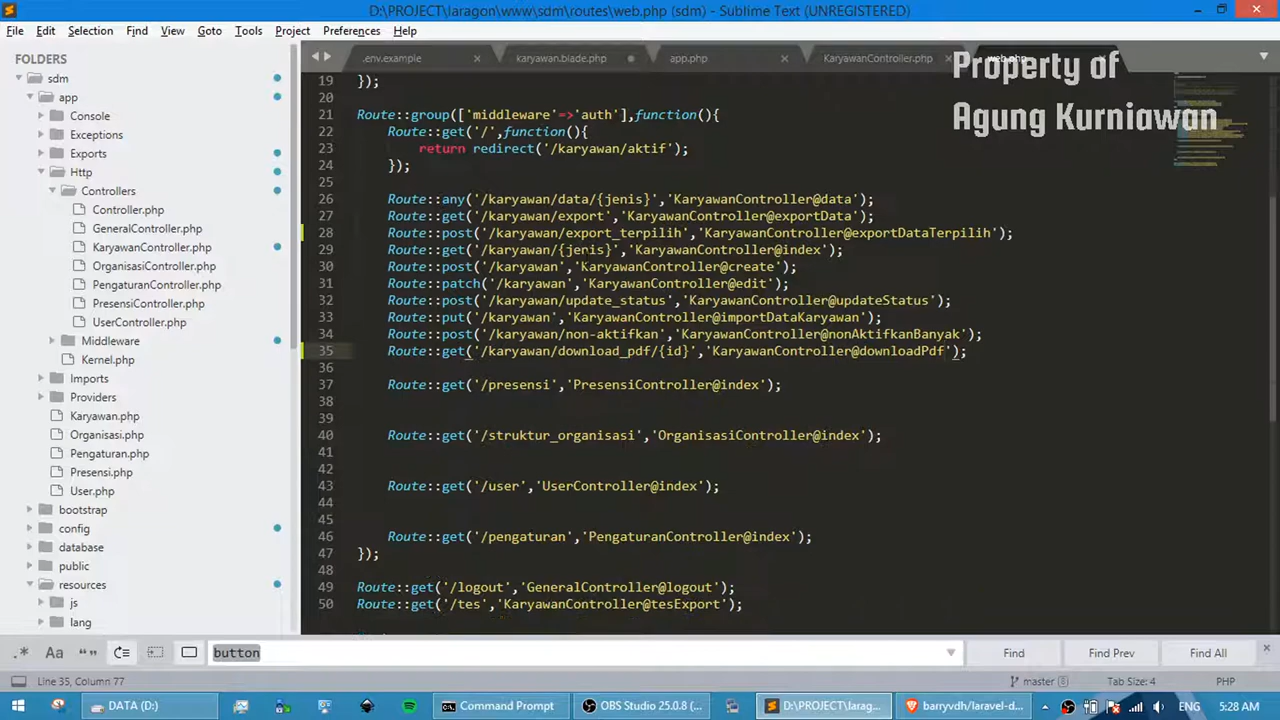 D:\PROJECT\laragon\www\sdm\routes\web.php (sdm) - Sublime Text (UNREGISTERED)
File Edit Selection Find View Goto Tools Project Preferences Help
FOLDERS
sdm
app
Console
Exceptions
Exports
Http
Controllers
Controller.php
GeneralController.php
KaryawanController.php
OrganisasiController.php
PengaturanController.php
PresensiController.php
UserController.php
Middleware
Kernel.php
Imports
Providers
Karyawan.php
Organisasi.php
Pengaturan.php
Presensi.php
User.php
bootstrap
config
database
public
resources
js
lang
.env.example karyawan.blade.php app.php KaryawanController.php web.php
Property of
Agung Kurniawan
19 });
20
21 Route::group(['middleware'=>'auth'],function(){
22 Route::get('/',function(){
23 return redirect('/karyawan/aktif');
24 });
25
26 Route::any('/karyawan/data/{jenis}','KaryawanController@data');
27 Route::get('/karyawan/export','KaryawanController@exportData');
28 Route::post('/karyawan/export_terpilih','KaryawanController@exportDataTerpilih');
29 Route::get('/karyawan/{jenis}','KaryawanController@index');
30 Route::post('/karyawan','KaryawanController@create');
31 Route::patch('/karyawan','KaryawanController@edit');
32 Route::post('/karyawan/update_status','KaryawanController@updateStatus');
33 Route::put('/karyawan','KaryawanController@importDataKaryawan');
34 Route::post('/karyawan/non-aktifkan','KaryawanController@nonAktifkanBanyak');
35 Route::get('/karyawan/download_pdf/{id}','KaryawanController@downloadPdf');
36
37 Route::get('/presensi','PresensiController@index');
38
39
40 Route::get('/struktur_organisasi','OrganisasiController@index');
41
42
43 Route::get('/user','UserController@index');
44
45
46 Route::get('/pengaturan','PengaturanController@index');
47 });
48
49 Route::get('/logout','GeneralController@logout');
50 Route::get('/tes','KaryawanController@tesExport');
.* Aa “” button Find Find Prev Find All
Line 35, Column 77 master 8 Tab Size: 4 PHP
DATA (D:) Command Prompt OBS Studio 25.0.8 (... D:\PROJECT\larag... barryvdh/laravel-d... ENG 5:28 AM